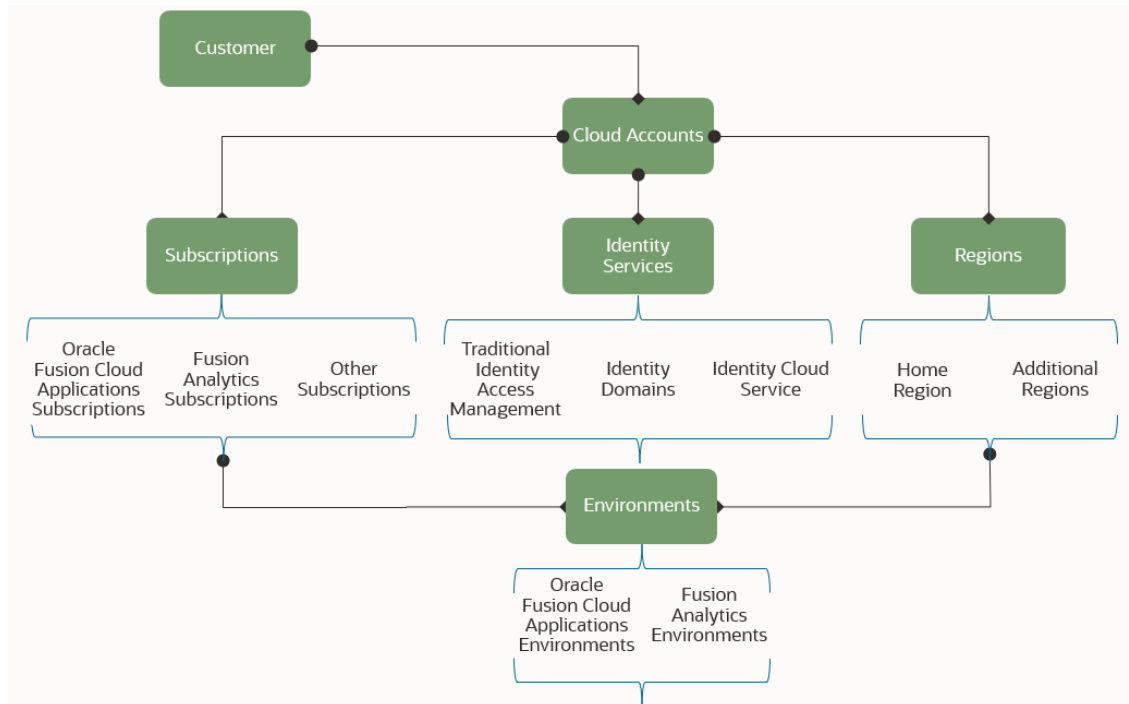 Customer
Cloud Accounts
Subscriptions
Identity
Services
Regions
Oracle
Fusion Cloud
Applications
Subscriptions
Fusion
Analytics
Subscriptions
Other
Subscriptions
Traditional
Identity
Access
Management
Identity
Domains
Identity Cloud
Service
Home
Region
Additional
Regions
Environments
Oracle
Fusion Cloud
Applications
Environments
Fusion
Analytics
Environments